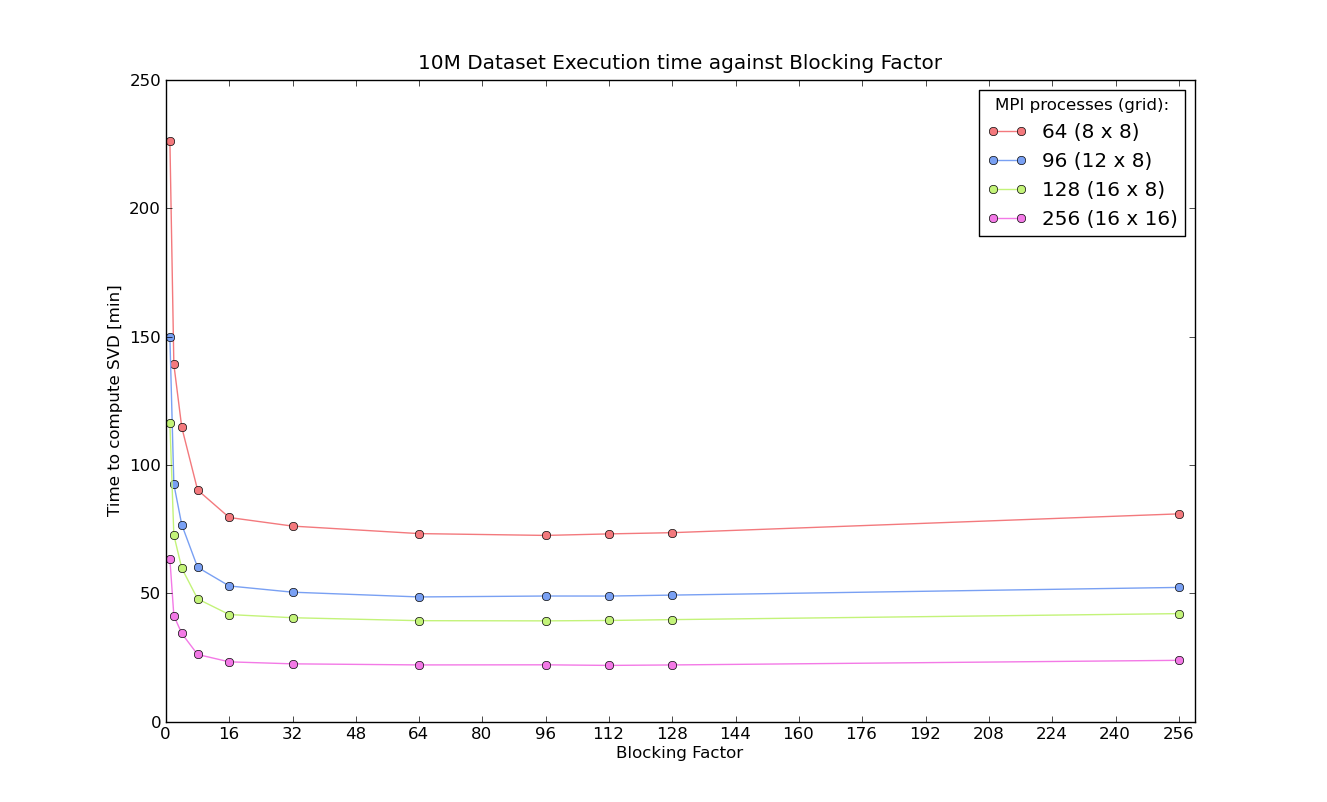 10M Dataset Execution time against Blocking Factor
MPI processes (grid):
64 (8 x 8)
96 (12 x 8)
128 (16 x 8)
256 (16 x 16)
Time to compute SVD [min]
250
200
150
100
50
0
0 16 32 48 64 80 96 112 128 144 160 176 192 208 224 240 256
Blocking Factor